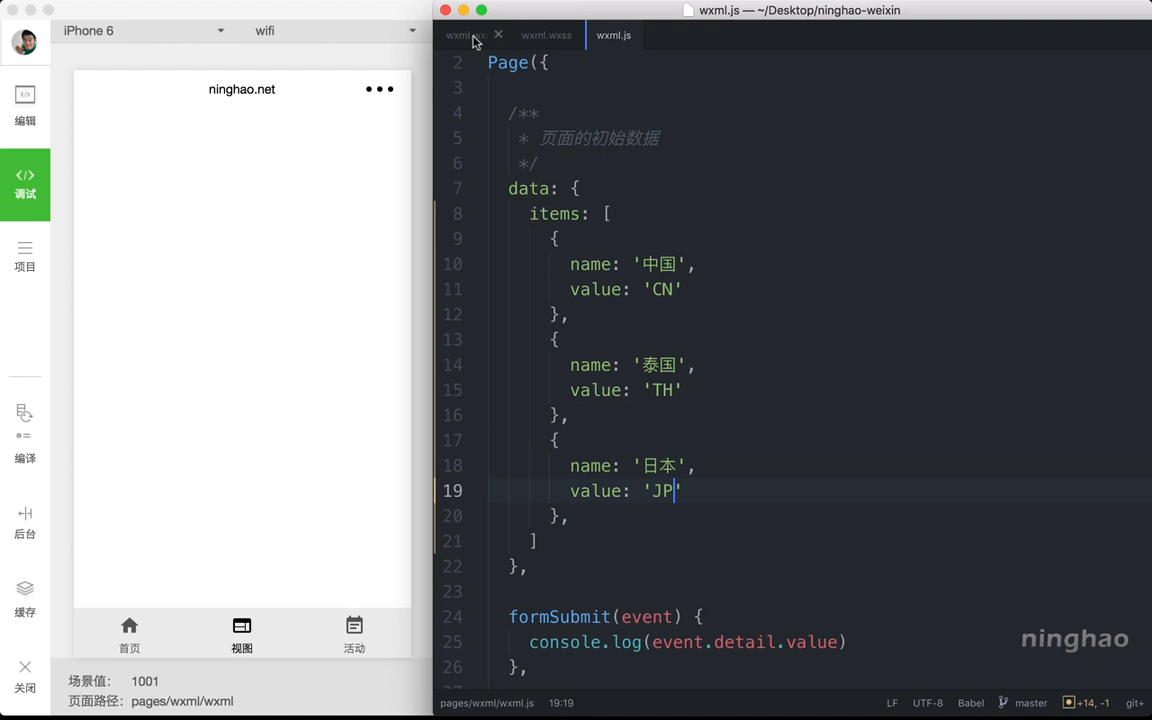 iPhone 6
wifi
编辑
调试
项目
编译
后台
缓存
关闭
ninghao.net
首页
视图
活动
场景值： 1001
页面路径： pages/wxml/wxml
wxml.js — ~/Desktop/ninghao-weixin
wxml.wx
wxml.wxss
wxml.js
2 Page({
3
4 /**
5 * 页面的初始数据
6 */
7 data: {
8 items: [
9 {
10 name: '中国',
11 value: 'CN'
12 },
13 {
14 name: '泰国',
15 value: 'TH'
16 },
17 {
18 name: '日本',
19 value: 'JP'
20 },
21 ]
22 },
23
24 formSubmit(event) {
25 console.log(event.detail.value)
26 },
ninghao
pages/wxml/wxml.js 19:19
LF UTF-8 Babel master +14, -1 git+